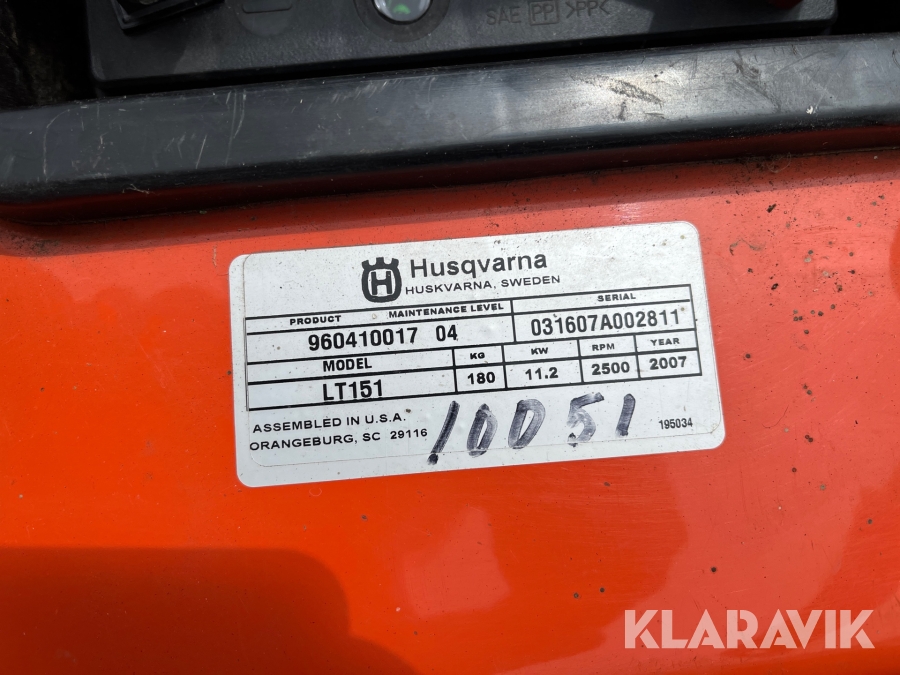 SAE PP >PP<
H Husqvarna
HUSKVARNA, SWEDEN
PRODUCT MAINTENANCE LEVEL SERIAL
960410017 04 031607A002811
MODEL KG KW RPM YEAR
LT151 180 11.2 2500 2007
ASSEMBLED IN U.S.A.
ORANGEBURG, SC 29116
10051
195034
KLARAVIK